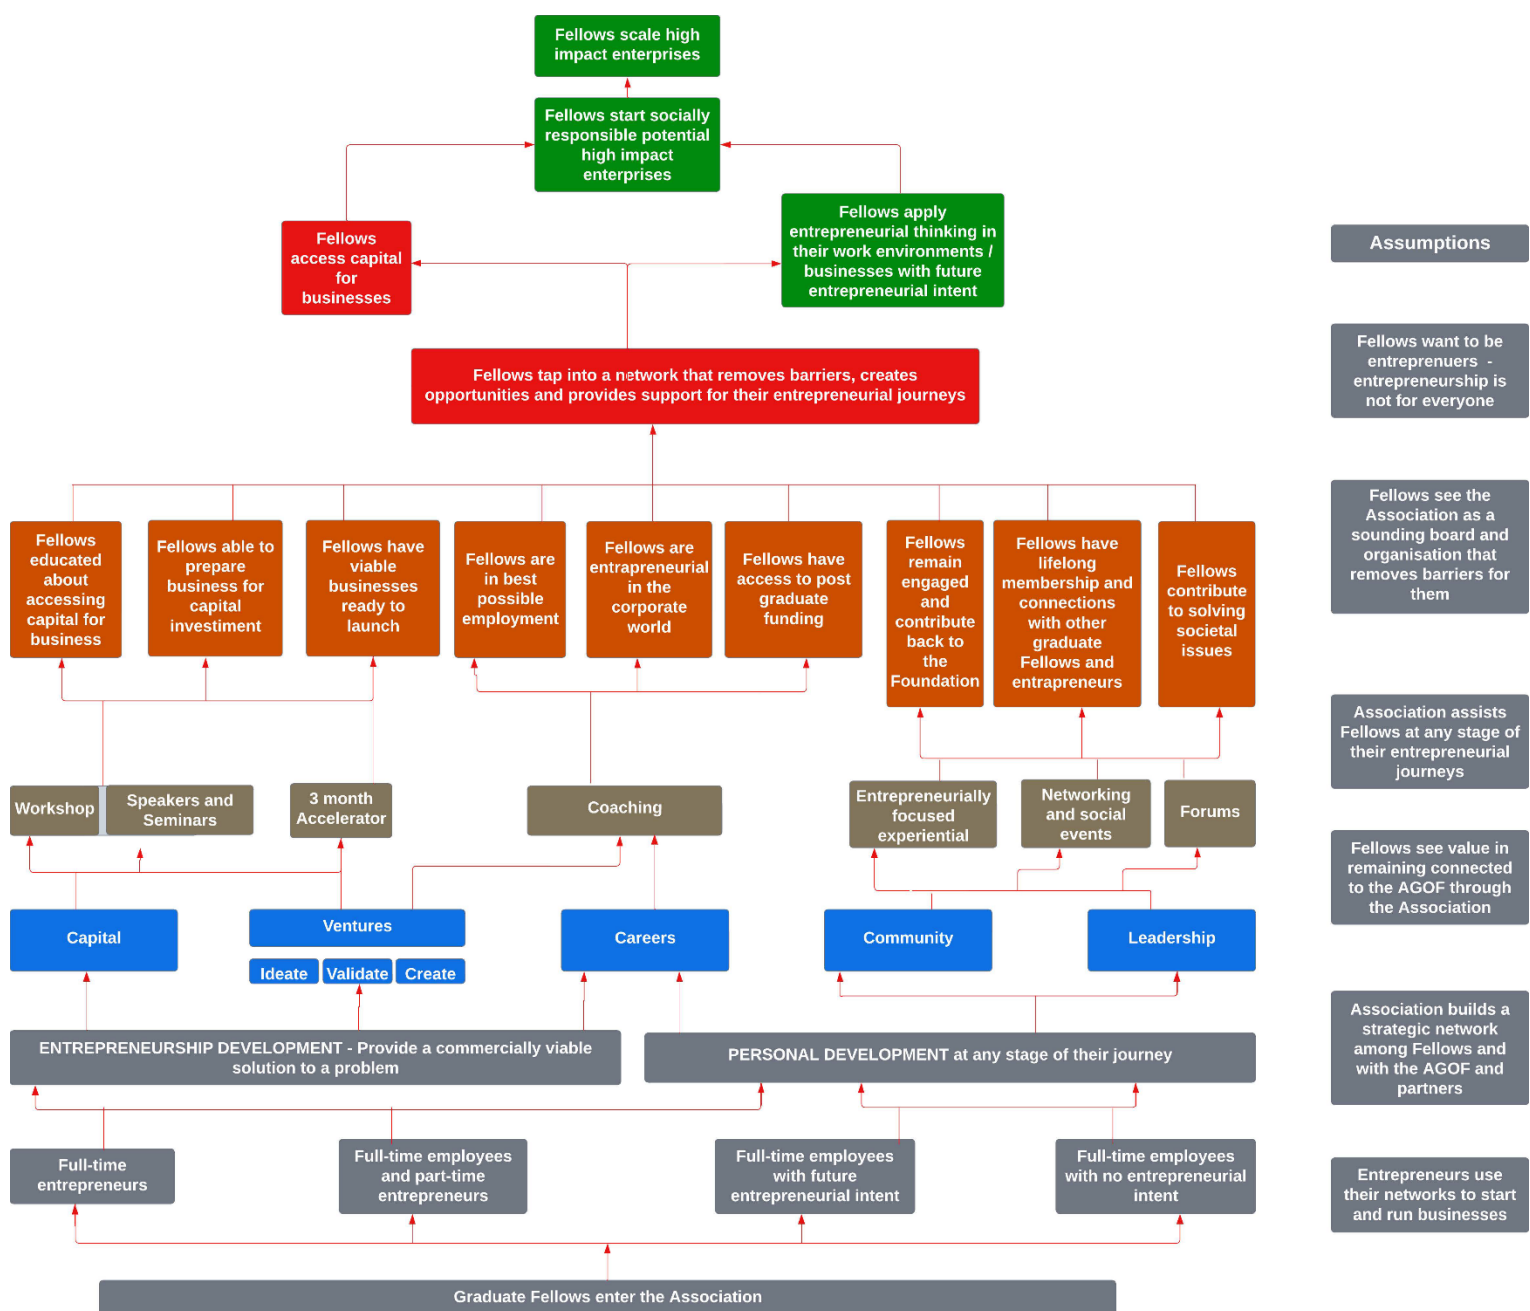 Fellows scale high
impact enterprises
Fellows start socially
responsible potential
high impact
enterprises
Fellows
access capital
for
businesses
Fellows apply
entrepreneurial thinking in
their work environments /
businesses with future
entrepreneurial intent
Fellows tap into a network that removes barriers, creates
opportunities and provides support for their entrepreneurial journeys
Fellows
educated
about
accessing
capital for
business
Fellows able to
prepare
business for
capital
investiment
Fellows have
viable
businesses
ready to
launch
Fellows are
in best
possible
employment
Fellows are
entrapreneurial
in the
corporate
world
Fellows have
access to post
graduate
funding
Fellows
remain
engaged
and
contribute
back to
the
Foundation
Fellows have
lifelong
membership and
connections
with other
graduate
Fellows and
entrapreneurs
Fellows
contribute
to solving
societal
issues
Workshop
Speakers and
Seminars
3 month
Accelerator
Coaching
Entrepreneurially
focused
experiential
Networking
and social
events
Forums
Capital
Ventures
Ideate
Validate
Create
Careers
Community
Leadership
ENTREPRENEURSHIP DEVELOPMENT - Provide a commercially viable
solution to a problem
PERSONAL DEVELOPMENT at any stage of their journey
Full-time
entrepreneurs
Full-time employees
and part-time
entrepreneurs
Full-time employees
with future
entrepreneurial intent
Full-time employees
with no entrepreneurial
intent
Graduate Fellows enter the Association
Assumptions
Fellows want to be
entreprenuers -
entrepreneurship is
not for everyone
Fellows see the
Association as a
sounding board and
organisation that
removes barriers for
them
Association assists
Fellows at any stage of
their entrepreneurial
journeys
Fellows see value in
remaining connected
to the AGOF through
the Association
Association builds a
strategic network
among Fellows and
with the AGOF and
partners
Entrepreneurs use
their networks to start
and run businesses